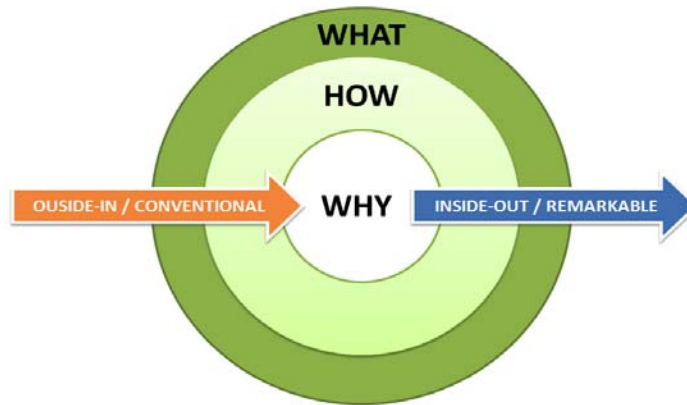 WHAT
HOW
OUSIDE-IN / CONVENTIONAL
WHY
INSIDE-OUT / REMARKABLE